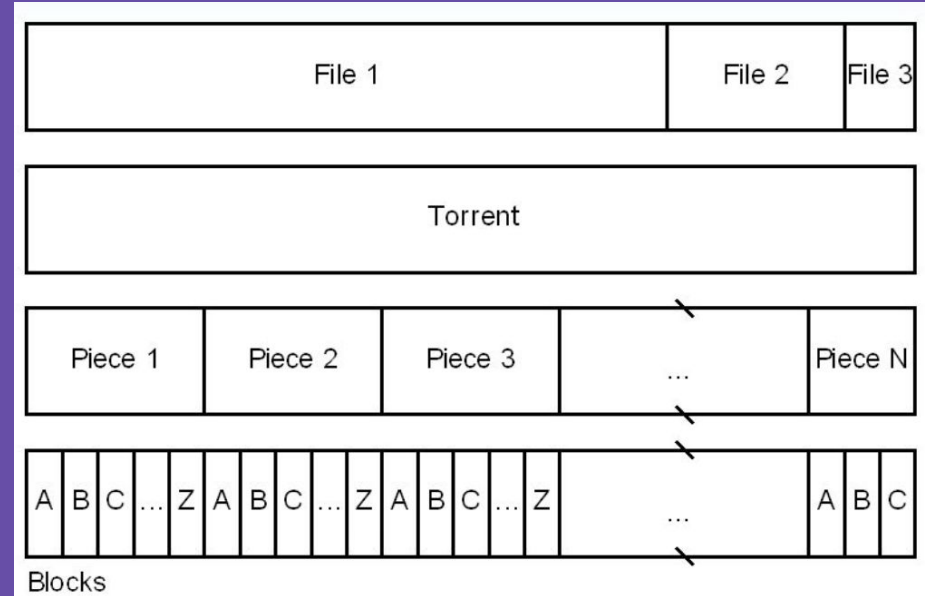 File 1 File 2 File 3
Torrent
Piece 1 Piece 2 Piece 3 ... Piece N
A B C ... Z A B C ... Z A B C ... Z ... A B C
Blocks